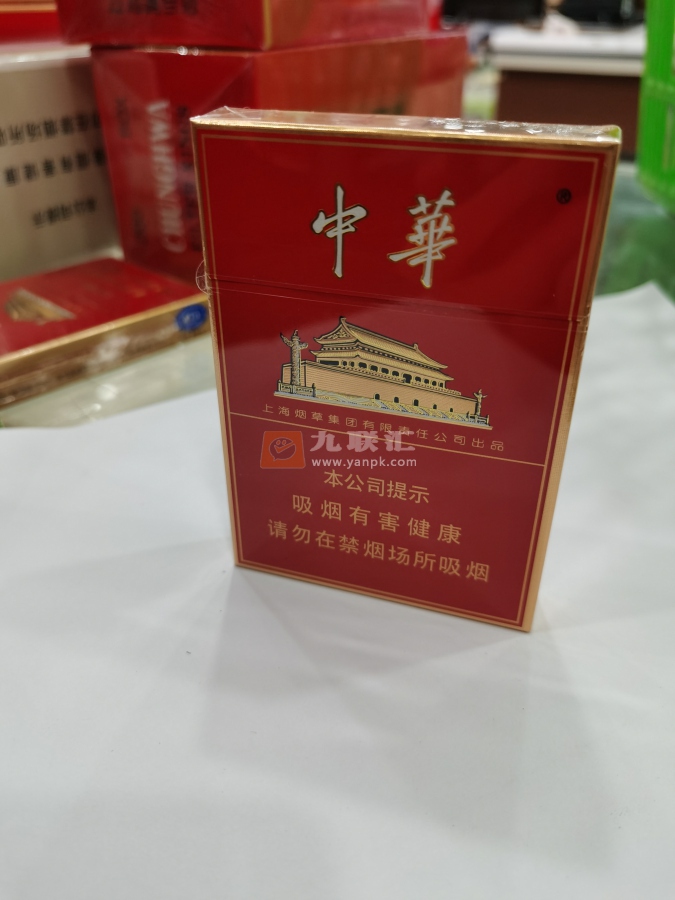 中華
®
上海烟草集团有限责任公司出品
九联汇
www.yanpk.com
本公司提示
吸烟有害健康
请勿在禁烟场所吸烟
CHUNGHWA